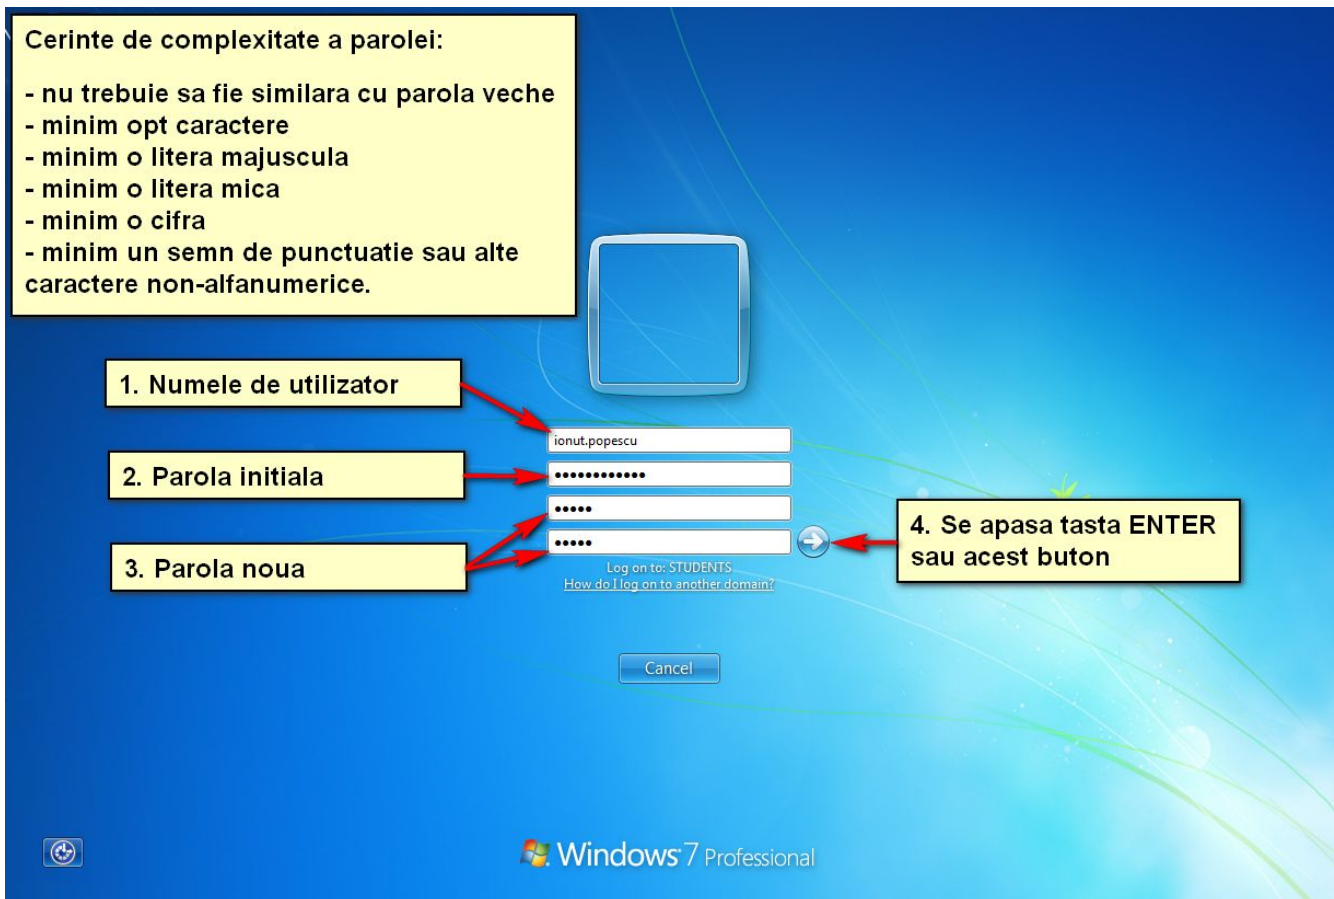 Cerinte de complexitate a parolei:
- nu trebuie sa fie similara cu parola veche
- minim opt caractere
- minim o litera majuscula
- minim o litera mica
- minim o cifra
- minim un semn de punctuatie sau alte
caractere non-alfanumerice.
1. Numele de utilizator
ionut.popescu
2. Parola initiala
3. Parola noua
4. Se apasa tasta ENTER
sau acest buton
Log on to: STUDENTS
How do I log on to another domain?
Cancel
Windows 7 Professional